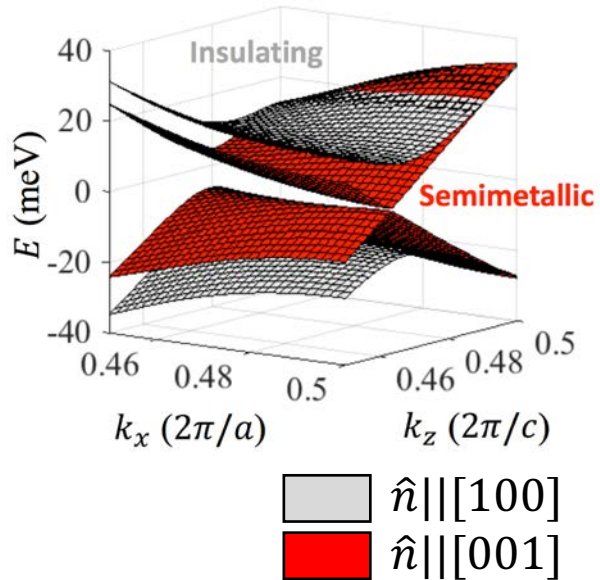 Insulating
Semimetallic
E (meV)
40
20
0
-20
-40
0.46
0.48
0.5
k_x (2π/a)
0.46
0.48
0.5
k_z (2π/c)
n̂||[100]
n̂||[001]